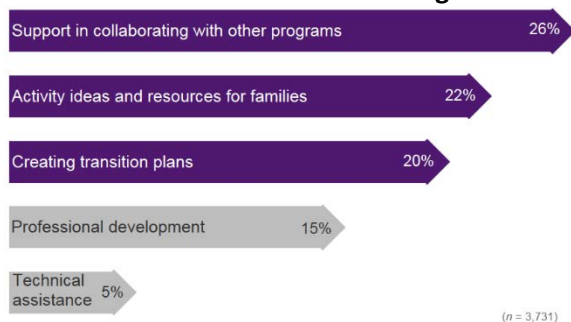 Support in collaborating with other programs 26%
Activity ideas and resources for families 22%
Creating transition plans 20%
Professional development 15%
Technical
assistance 5%
(n = 3,731)